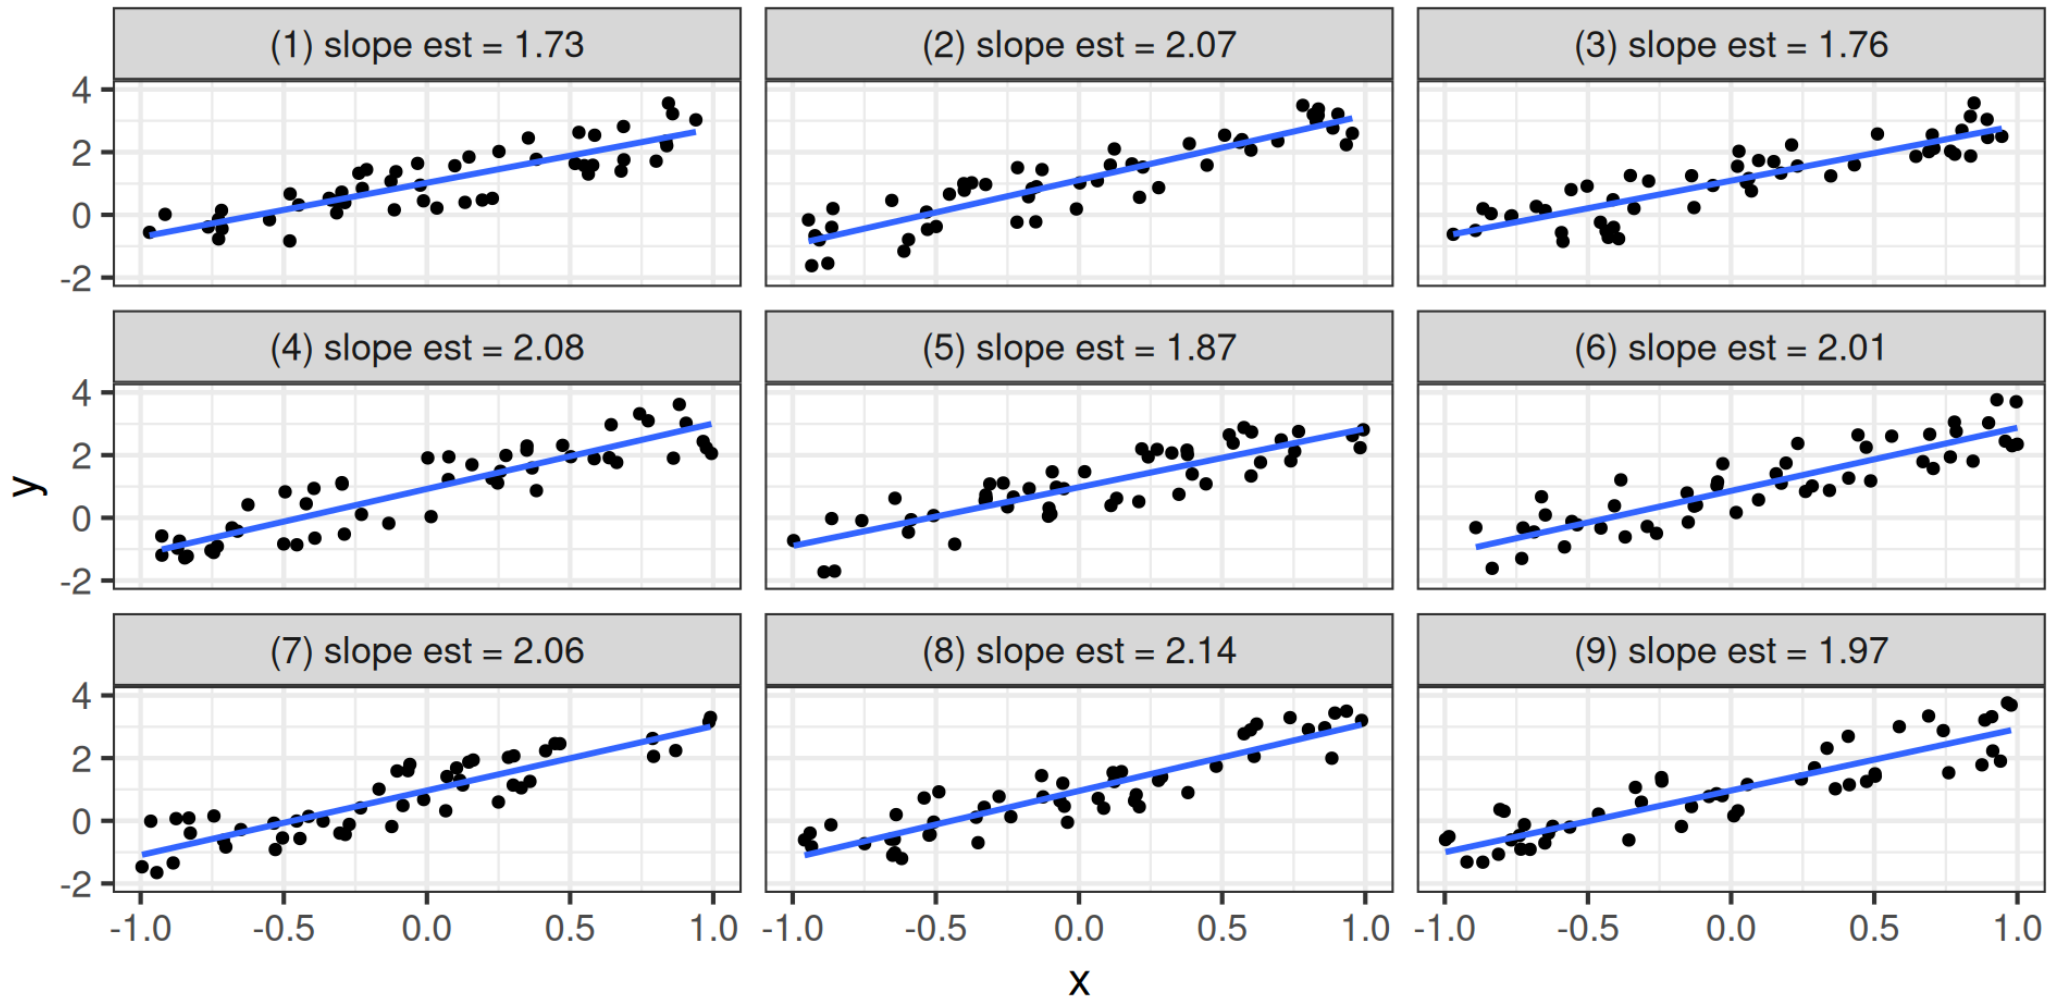 (1) slope est = 1.73
(2) slope est = 2.07
(3) slope est = 1.76
4
2
0
-2
(4) slope est = 2.08
(5) slope est = 1.87
(6) slope est = 2.01
4
2
0
-2
y
(7) slope est = 2.06
(8) slope est = 2.14
(9) slope est = 1.97
4
2
0
-2
-1.0 -0.5 0.0 0.5 1.0
-1.0 -0.5 0.0 0.5 1.0
-1.0 -0.5 0.0 0.5 1.0
x